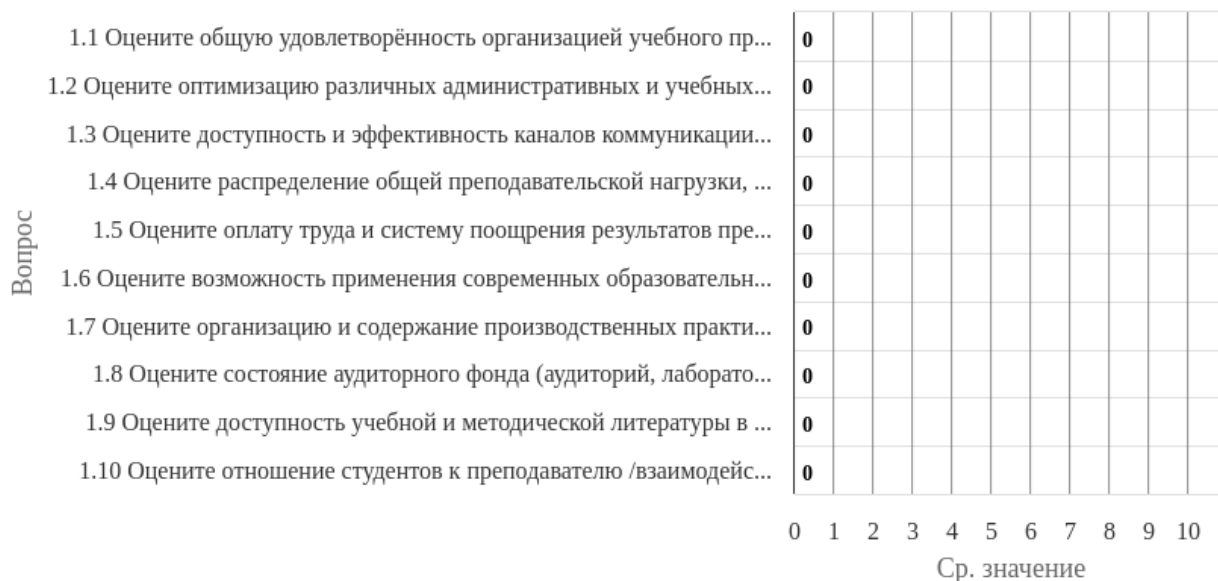 1.1 Оцените общую удовлетворённость организацией учебного пр... 0
1.2 Оцените оптимизацию различных административных и учебных... 0
1.3 Оцените доступность и эффективность каналов коммуникации... 0
1.4 Оцените распределение общей преподавательской нагрузки, ... 0
1.5 Оцените оплату труда и систему поощрения результатов пре... 0
1.6 Оцените возможность применения современных образовательн... 0
1.7 Оцените организацию и содержание производственных практи... 0
1.8 Оцените состояние аудиторного фонда (аудиторий, лаборато... 0
1.9 Оцените доступность учебной и методической литературы в ... 0
1.10 Оцените отношение студентов к преподавателю /взаимодейс... 0
Вопрос
0 1 2 3 4 5 6 7 8 9 10
Ср. значение